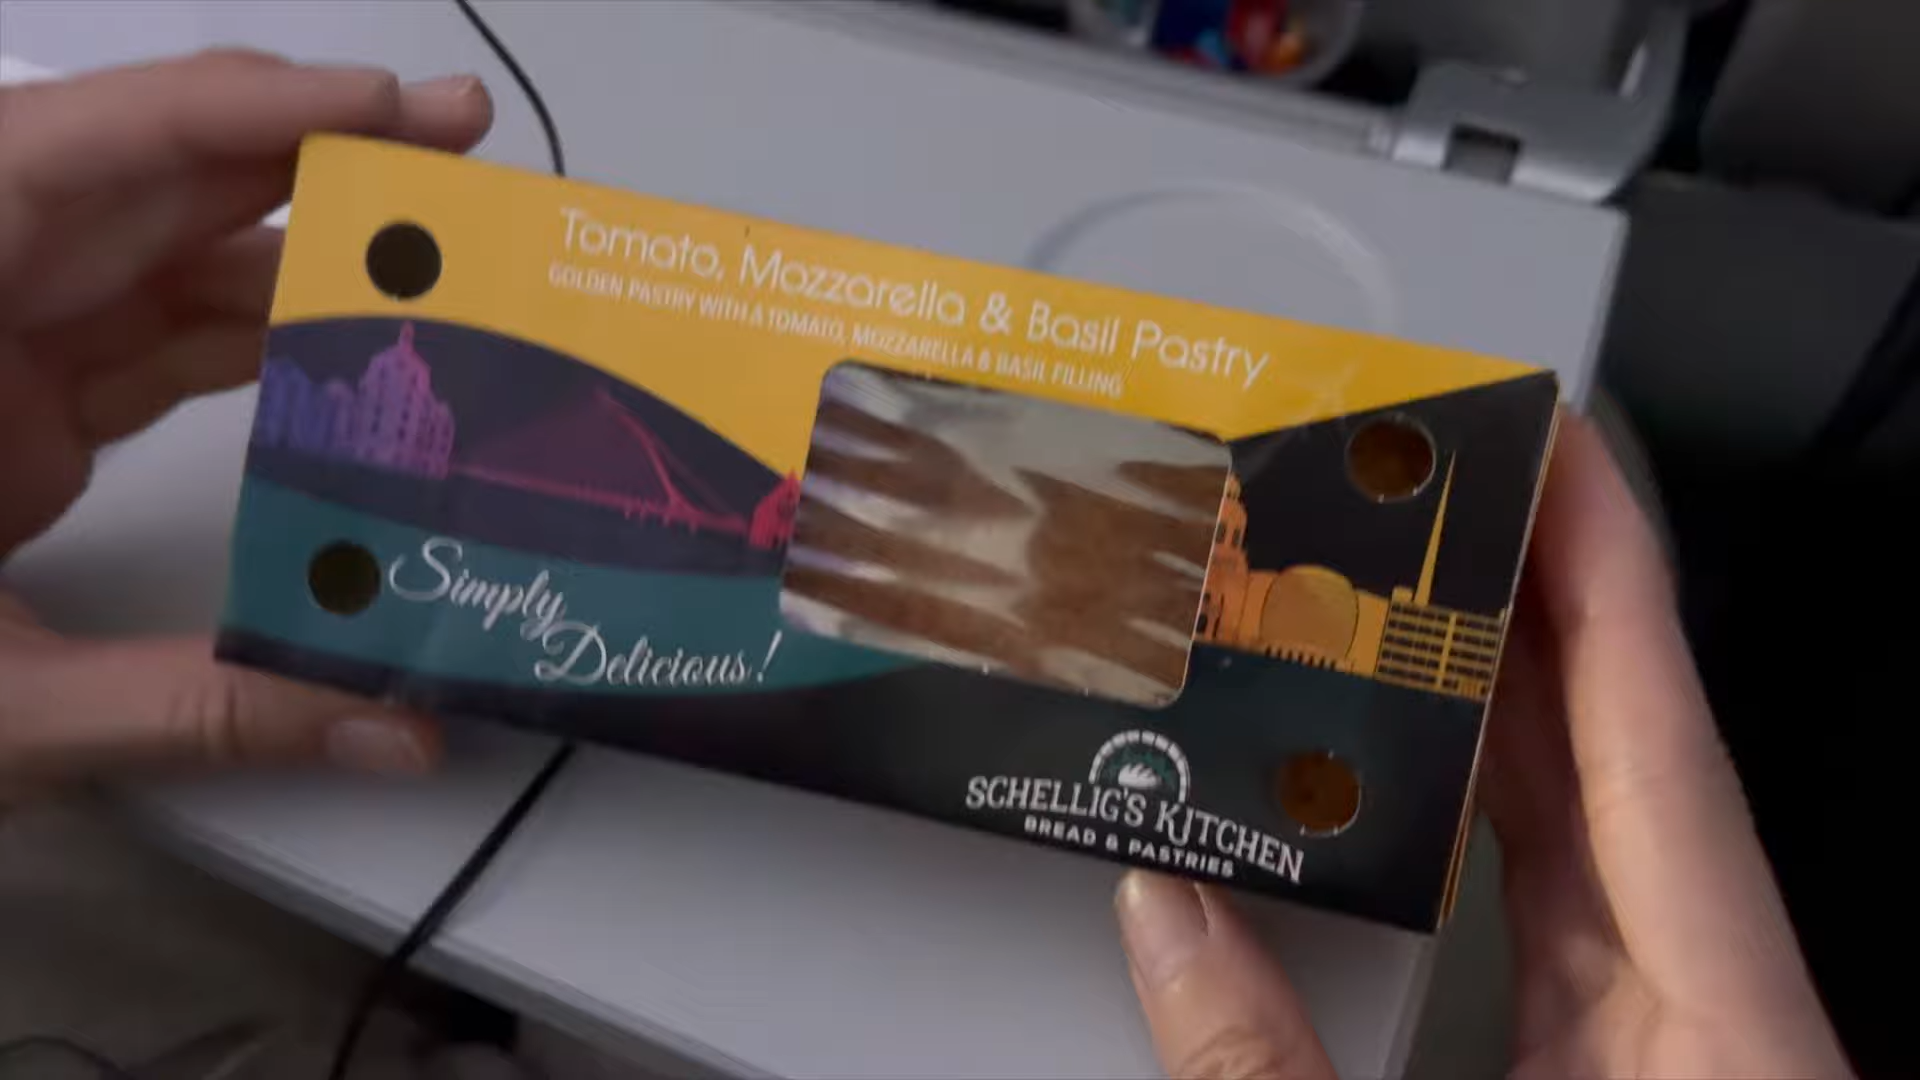 Tomato, Mozzarella & Basil Pastry
GOLDEN PASTRY WITH A TOMATO, MOZZARELLA & BASIL FILLING
Simply
Delicious!
SCHELLIG'S KITCHEN
BREAD & PASTRIES